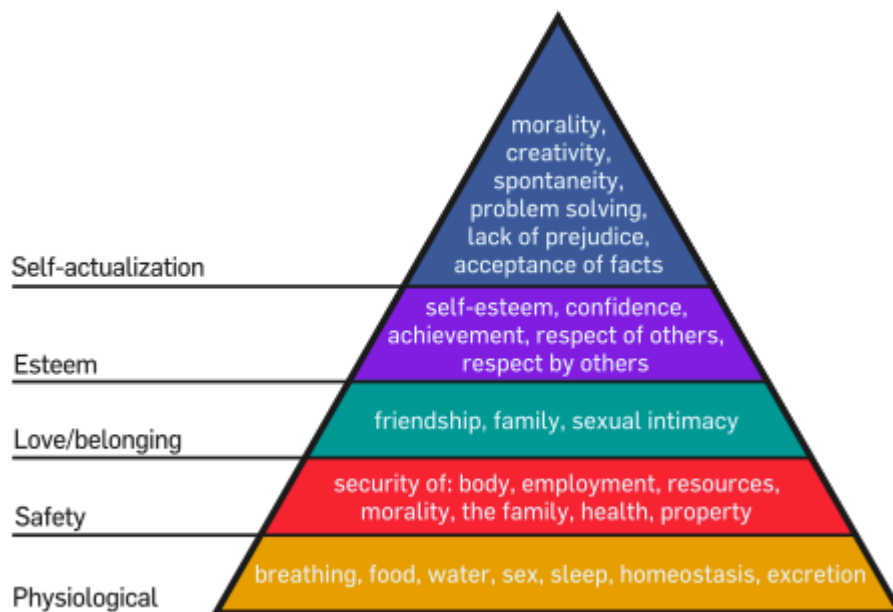 morality,
creativity,
spontaneity,
problem solving,
lack of prejudice,
acceptance of facts
Self-actualization
self-esteem, confidence,
achievement, respect of others,
respect by others
Esteem
friendship, family, sexual intimacy
Love/belonging
security of: body, employment, resources,
morality, the family, health, property
Safety
breathing, food, water, sex, sleep, homeostasis, excretion
Physiological